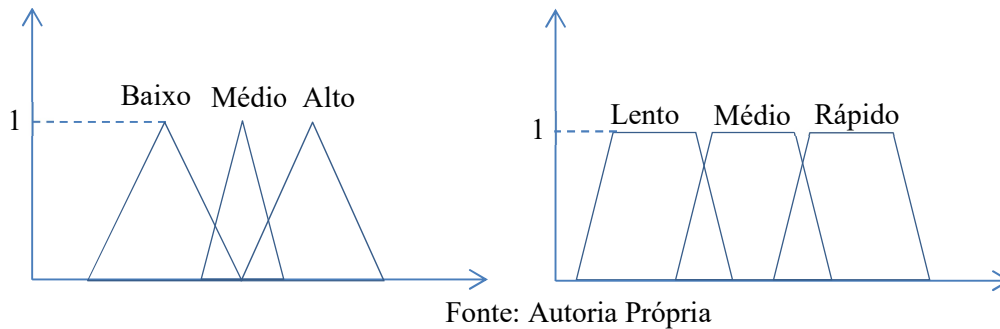 Baixo Médio Alto
1
Lento Médio Rápido
1
Fonte: Autoria Própria